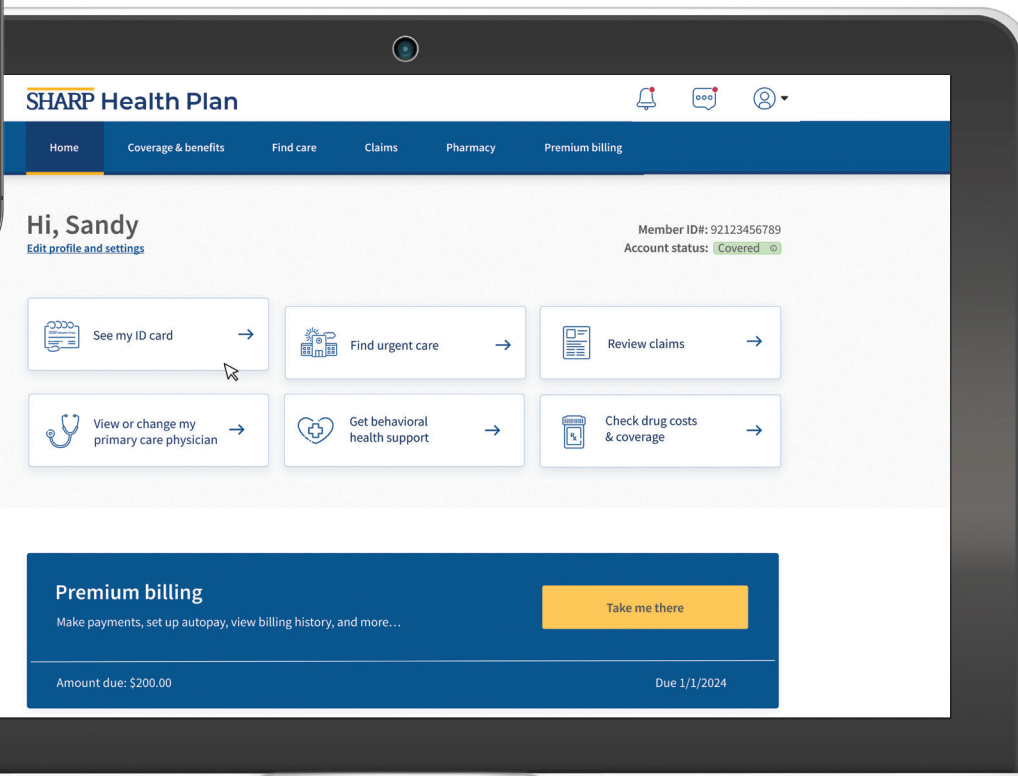 SHARP Health Plan
Home Coverage & benefits Find care Claims Pharmacy Premium billing
Hi, Sandy
Edit profile and settings
Member ID#: 92123456789
Account status: Covered
See my ID card
Find urgent care
Review claims
View or change my
primary care physician
Get behavioral
health support
Check drug costs
& coverage
Rx
Premium billing
Make payments, set up autopay, view billing history, and more…
Take me there
Amount due: $200.00
Due 1/1/2024